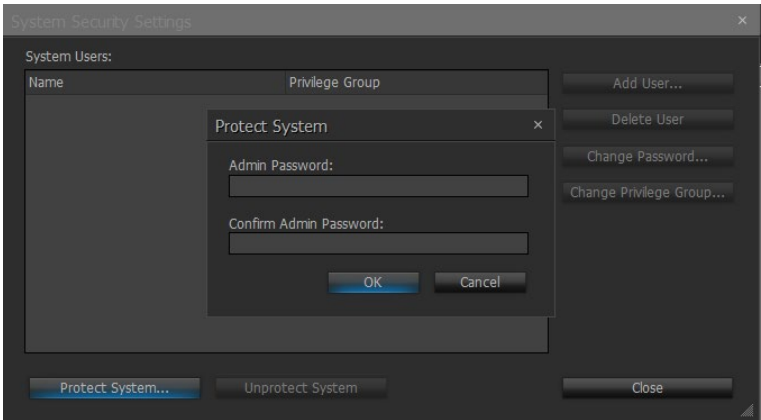 System Security Settings
System Users:
Name Privilege Group
Add User...
Delete User
Change Password...
Change Privilege Group...
Protect System
Admin Password:
Confirm Admin Password:
OK Cancel
Protect System... Unprotect System Close